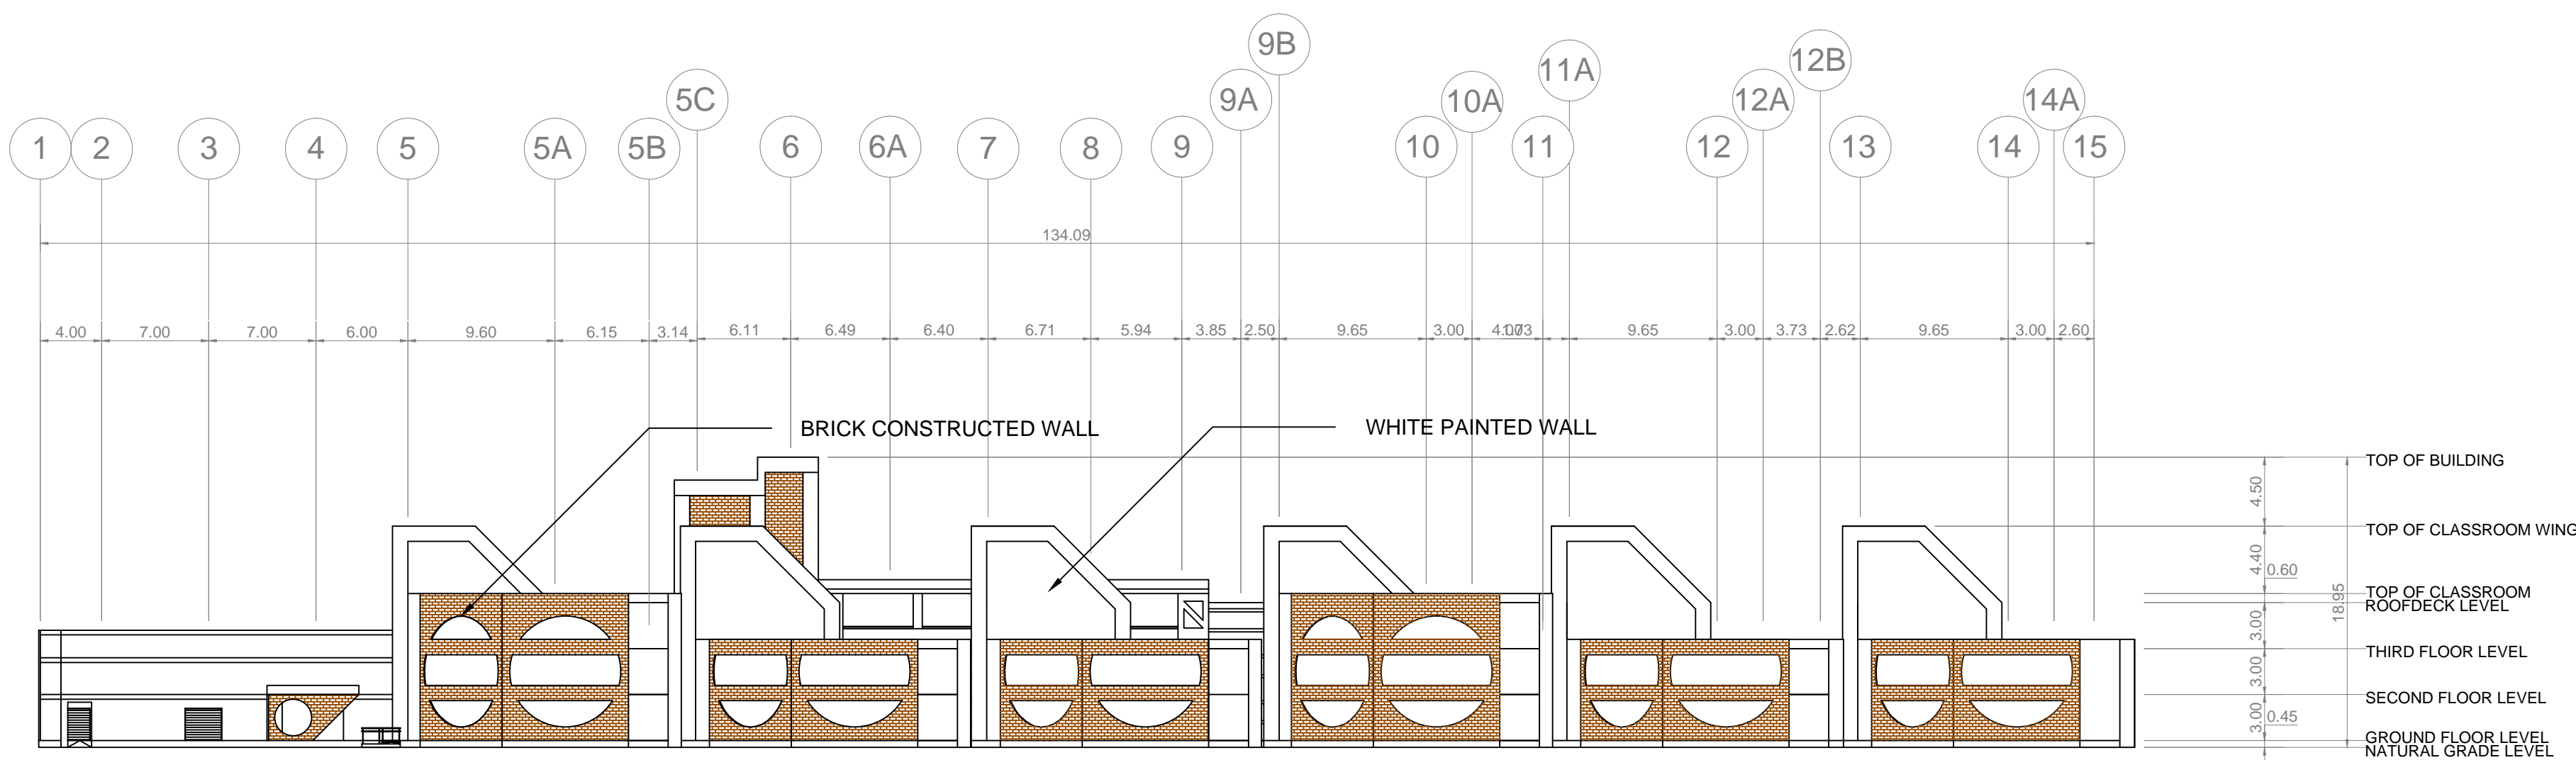 9B
12B
11A
5C
9A
10A
12A
14A
1 2 3 4 5 5A 5B 6 6A 7 8 9 10 11 12 13 14 15
134.09
4.00 7.00 7.00 6.00 9.60 6.15 3.14 6.11 6.49 6.40 6.71 5.94 3.85 2.50 9.65 3.00 9.65 3.00 3.73 2.62 9.65 3.00 2.60
BRICK CONSTRUCTED WALL
WHITE PAINTED WALL
TOP OF BUILDING
4.50
TOP OF CLASSROOM WING
4.40
0.60
TOP OF CLASSROOM
ROOFDECK LEVEL
18.95
3.00
THIRD FLOOR LEVEL
3.00
SECOND FLOOR LEVEL
3.00
0.45
GROUND FLOOR LEVEL
NATURAL GRADE LEVEL